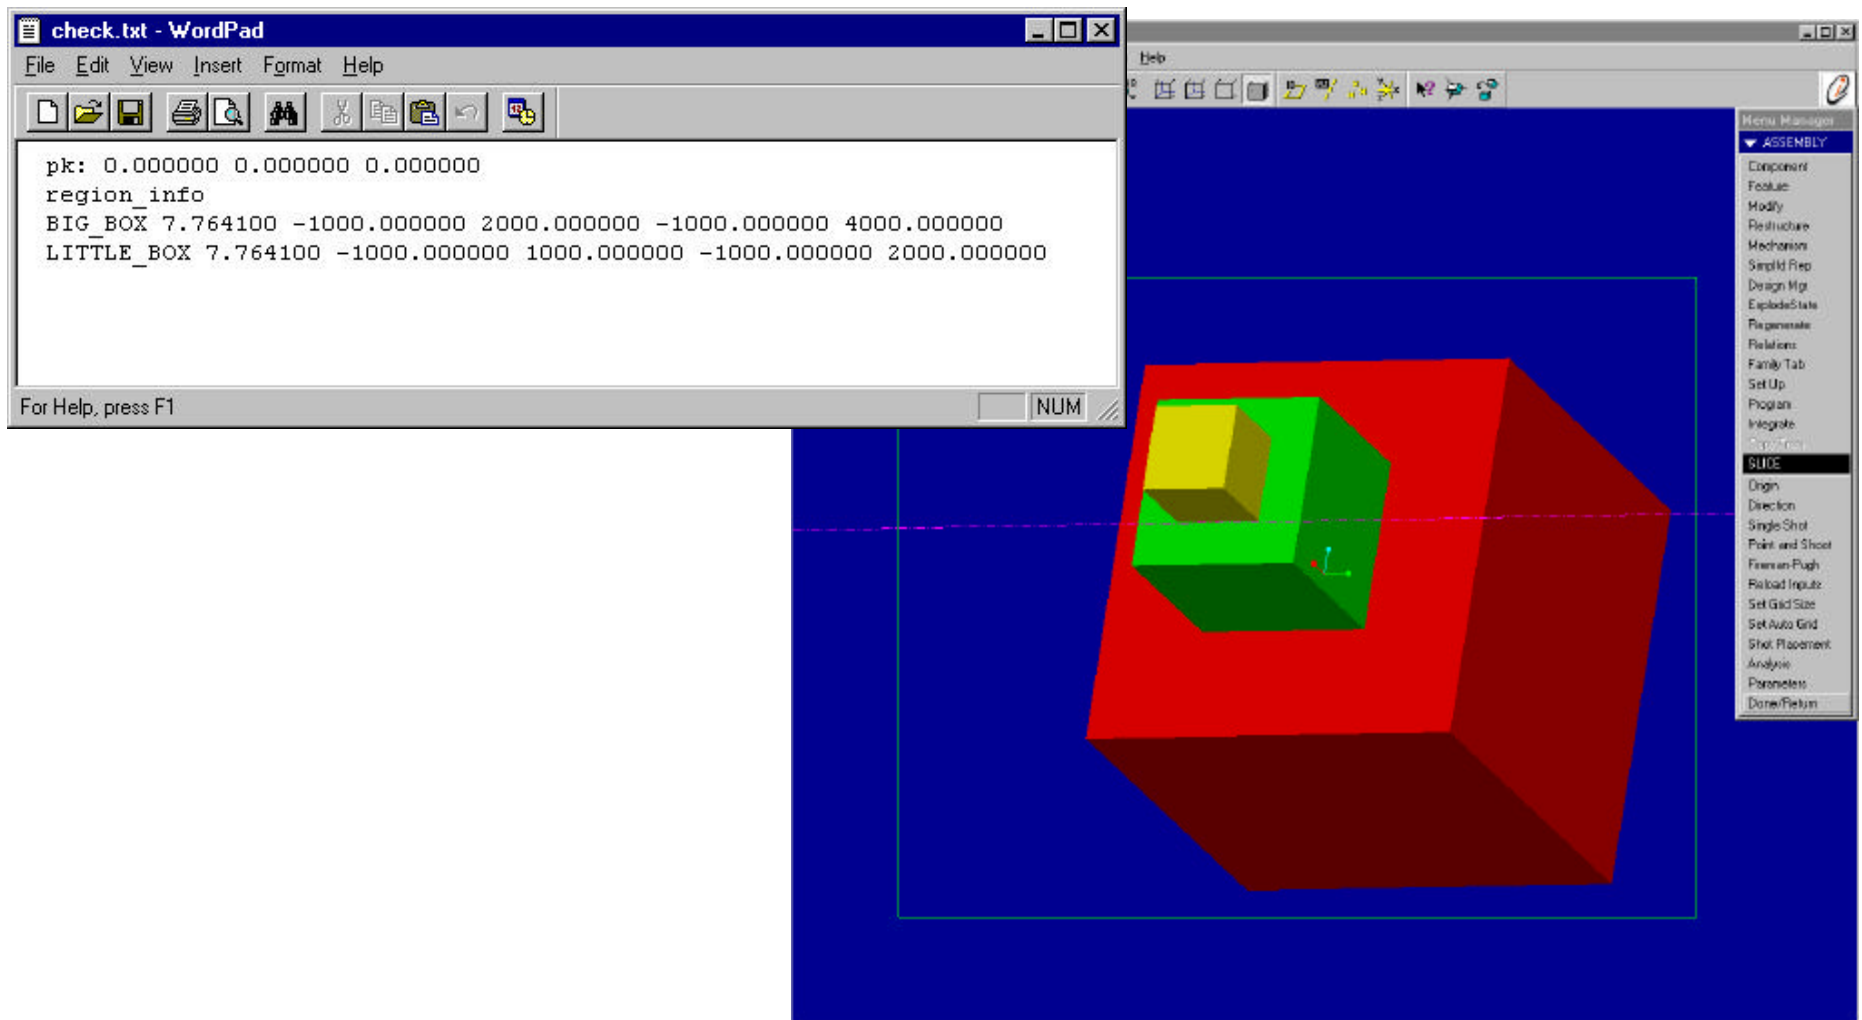 check.txt - WordPad
File Edit View Insert Format Help
pk: 0.000000 0.000000 0.000000
region_info
BIG_BOX 7.764100 -1000.000000 2000.000000 -1000.000000 4000.000000
LITTLE_BOX 7.764100 -1000.000000 1000.000000 -1000.000000 2000.000000
For Help, press F1
NUM
Help
Menu Manager
ASSEMBLY
Component
Feature
Modify
Restructure
Mechanism
Simplfd Rep
Design Mgr
ExplodeState
Regenerate
Relations
Family Tab
Set Up
Program
Integrate
SLICE
Origin
Direction
Single Shot
Point and Shoot
Fireman-Pugh
Reload Inputs
Set Grid Size
Set Auto Grid
Shot Placement
Analysis
Parameters
Done/Return